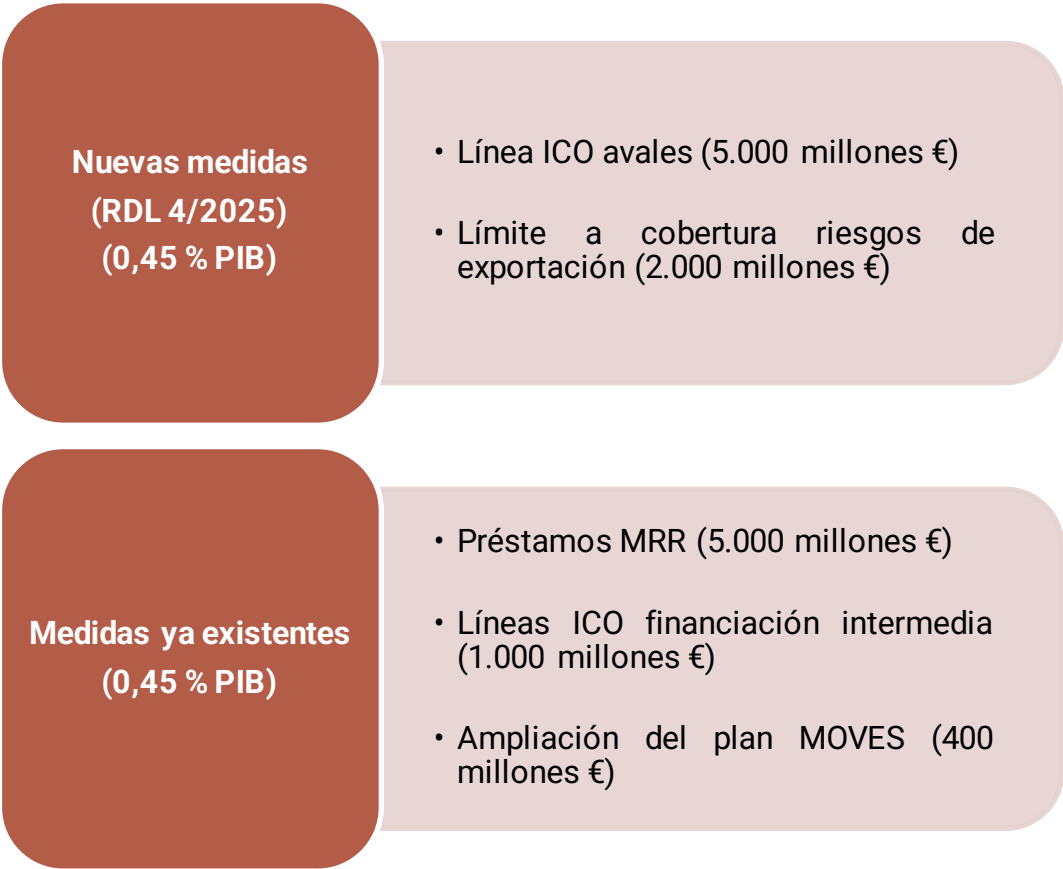 Nuevas medidas
(RDL 4/2025)
(0,45 % PIB)
• Línea ICO avales (5.000 millones €)
• Límite a cobertura riesgos de
exportación (2.000 millones €)
Medidas ya existentes
(0,45 % PIB)
• Préstamos MRR (5.000 millones €)
• Líneas ICO financiación intermedia
(1.000 millones €)
• Ampliación del plan MOVES (400
millones €)